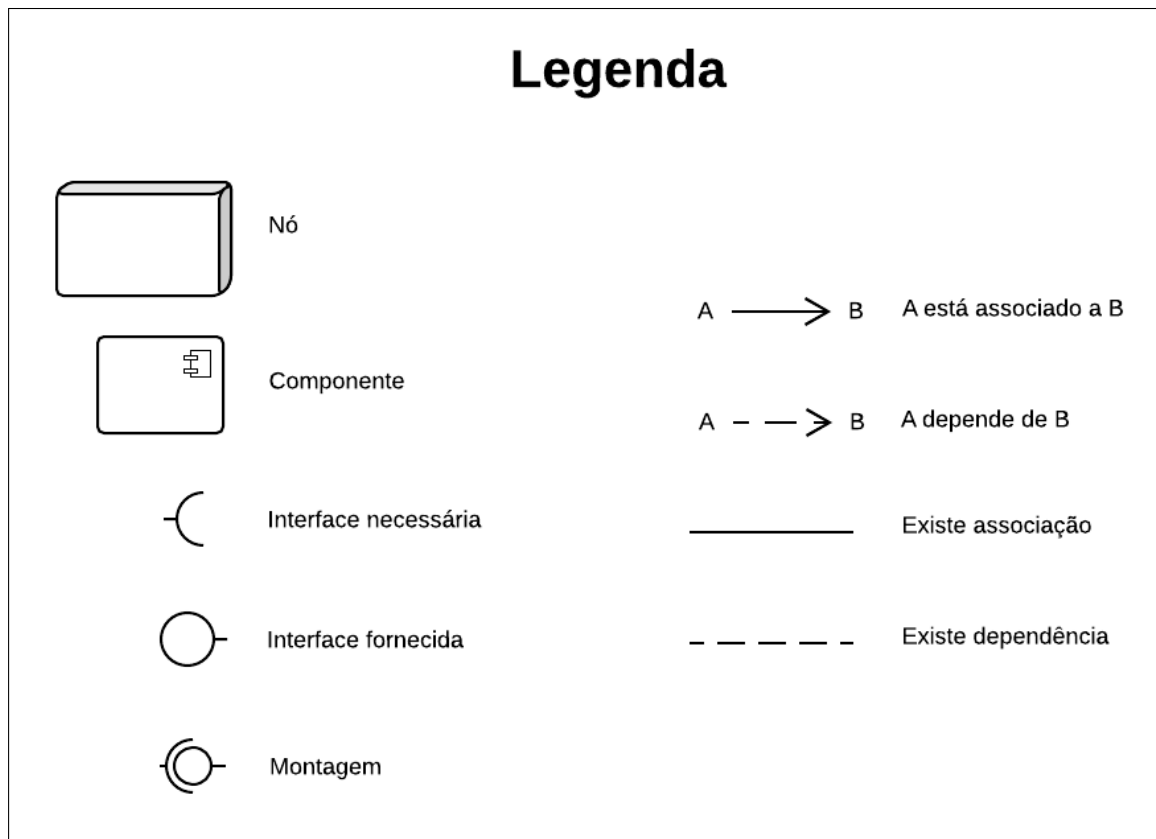 Legenda
Nó
Componente
Interface necessária
Interface fornecida
Montagem
A B A está associado a B
A B A depende de B
Existe associação
Existe dependência